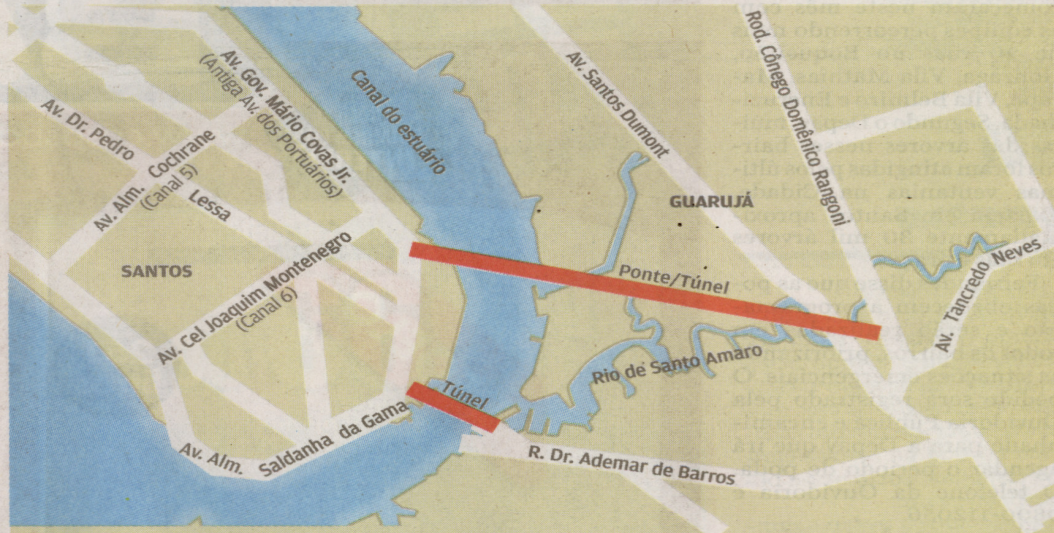 Av. Gov. Mário Covas Jr.
(Antiga Av. dos Portuários)
Canal do estuário
Av. Santos Dumont
Rod. Cônego Domênico Rangoni
Av. Dr. Pedro
Lessa
Av. Alm. Cochrane
(Canal 5)
GUARUJÁ
SANTOS
Av. Cel Joaquim Montenegro
(Canal 6)
Ponte/Túnel
Av. Tancredo Neves
Rio de Santo Amaro
Túnel
Av. Alm. Saldanha da Gama
R. Dr. Ademar de Barros